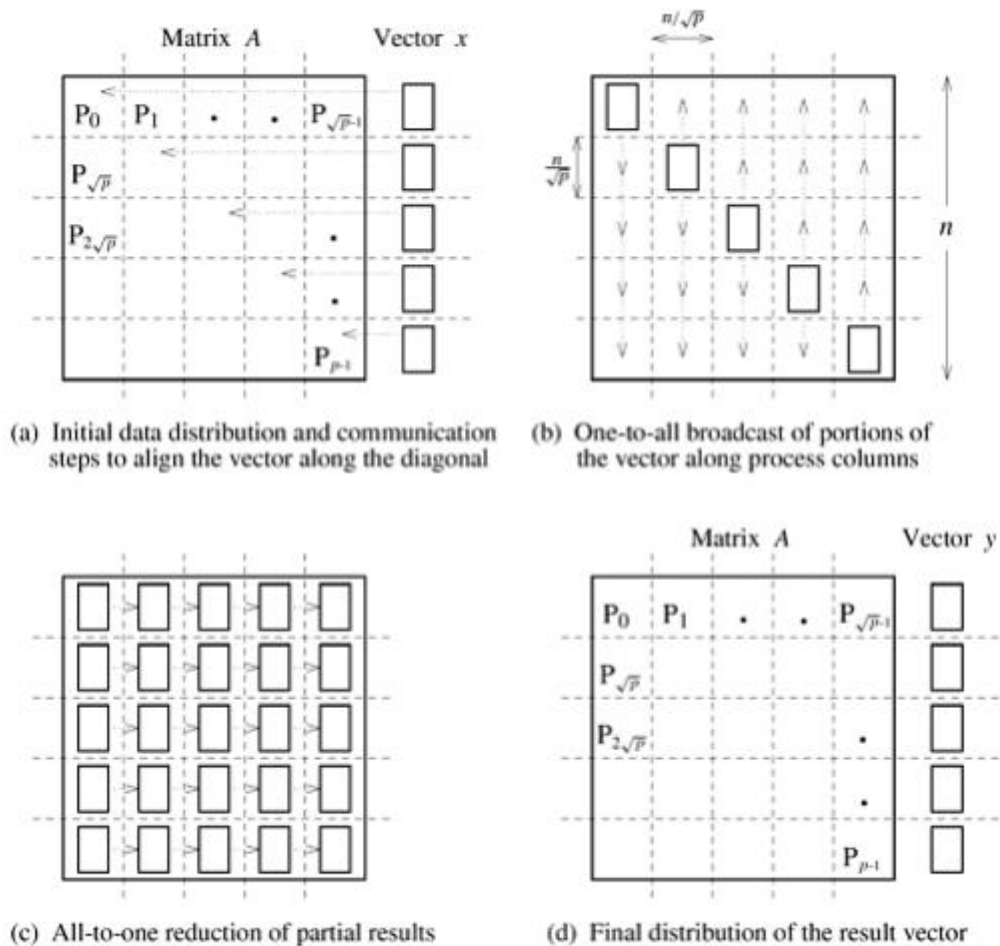 Matrix A Vector x
P₀ P₁ P√p-1
P√p
P₂√p
Pp-1
(a) Initial data distribution and communication
steps to align the vector along the diagonal
n/√p
n/√p
n
(b) One-to-all broadcast of portions of
the vector along process columns
(c) All-to-one reduction of partial results
Matrix A Vector y
P₀ P₁ P√p-1
P√p
P₂√p
Pp-1
(d) Final distribution of the result vector